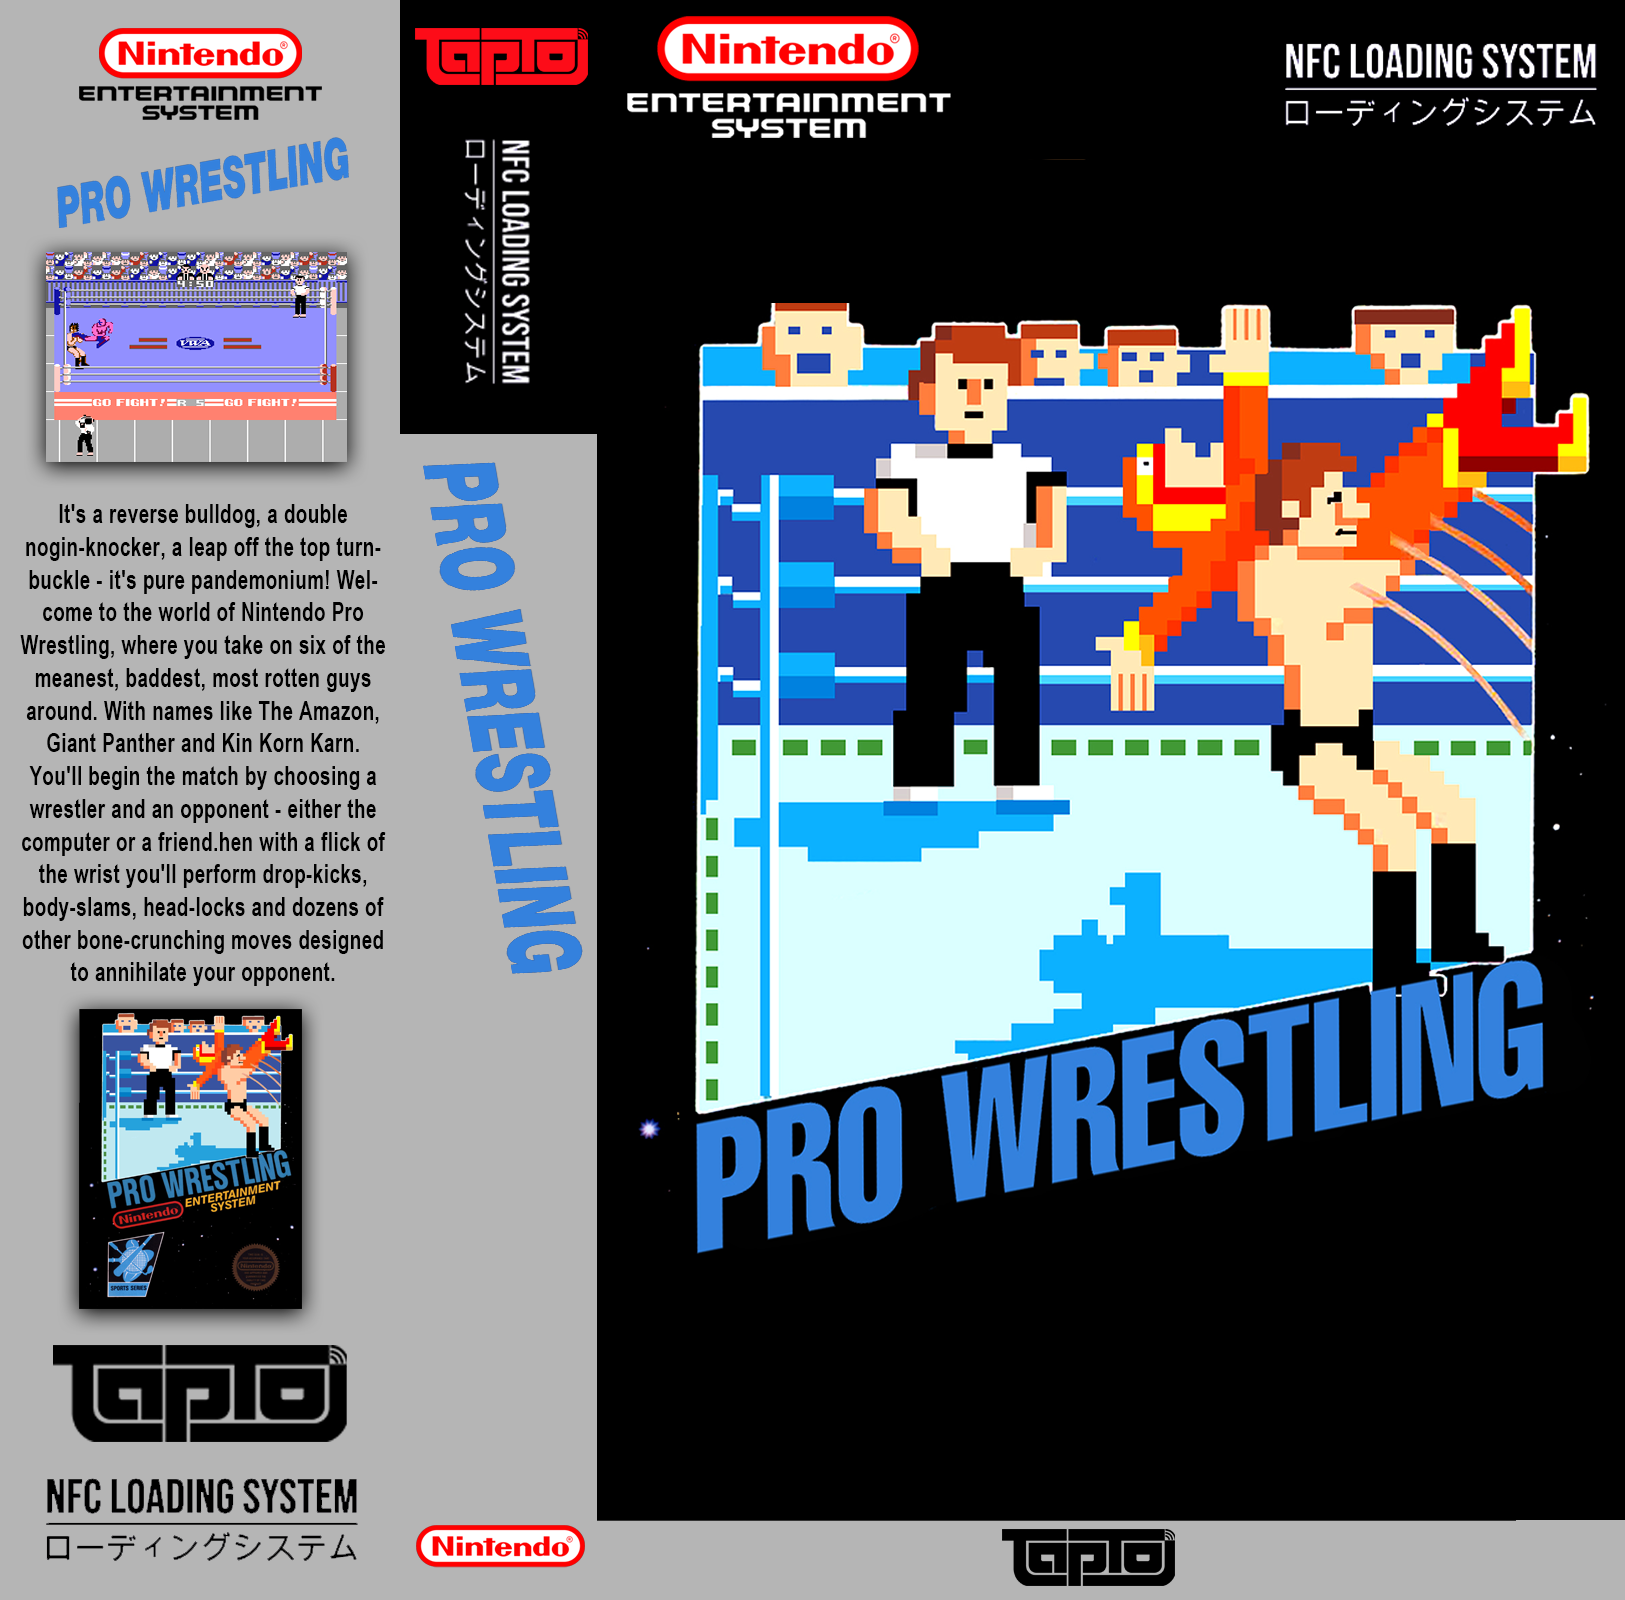 Nintendo®
ENTERTAINMENT
SYSTEM
PRO WRESTLING
VWA
GO FIGHT!
GO FIGHT!
It's a reverse bulldog, a double
nogin-knocker, a leap off the top turn-
buckle - it's pure pandemonium! Wel-
come to the world of Nintendo Pro
Wrestling, where you take on six of the
meanest, baddest, most rotten guys
around. With names like The Amazon,
Giant Panther and Kin Korn Karn.
You'll begin the match by choosing a
wrestler and an opponent - either the
computer or a friend.hen with a flick of
the wrist you'll perform drop-kicks,
body-slams, head-locks and dozens of
other bone-crunching moves designed
to annihilate your opponent.
PRO WRESTLING
Nintendo
ENTERTAINMENT
SYSTEM
SPORTS SERIES
TapTo
NFC LOADING SYSTEM
ローディングシステム
TapTo
NFC LOADING SYSTEM
ローディングシステム
PRO WRESTLING
Nintendo®
Nintendo®
ENTERTAINMENT
SYSTEM
NFC LOADING SYSTEM
ローディングシステム
PRO WRESTLING
TapTo